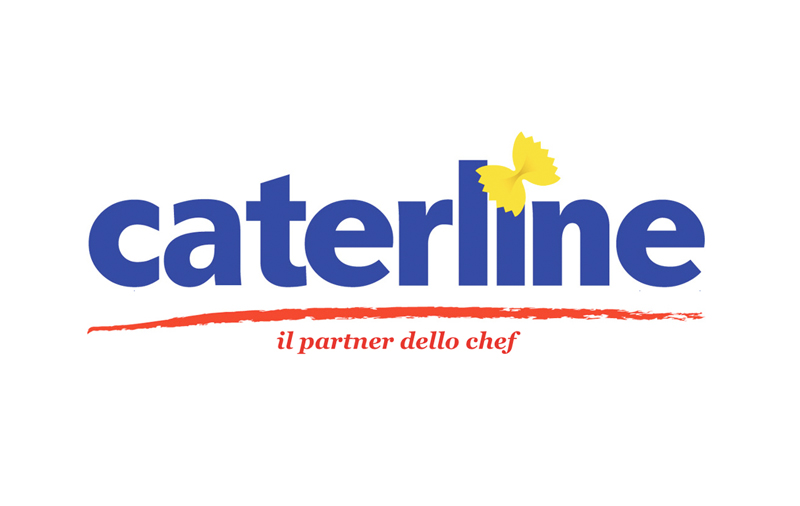 caterline
il partner dello chef